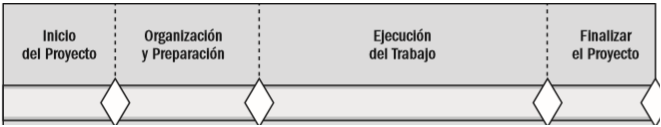 Inicio
del Proyecto
Organización
y Preparación
Ejecución
del Trabajo
Finalizar
el Proyecto